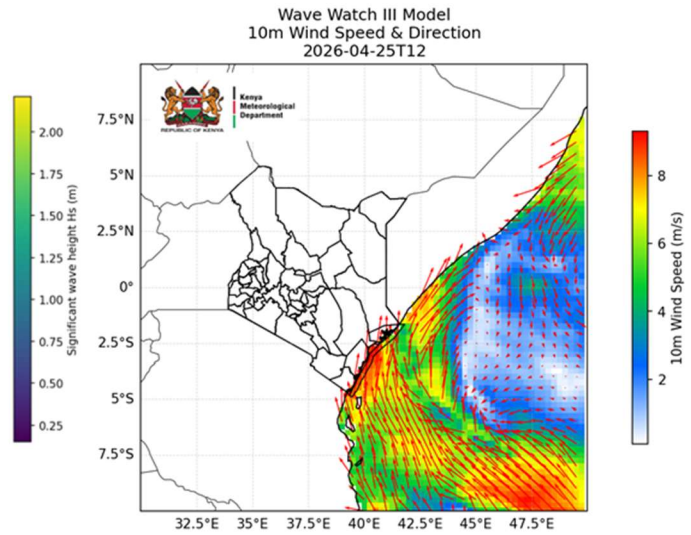 Wave Watch III Model
10m Wind Speed & Direction
2026-04-25T12
Kenya
Meteorological
Department
REPUBLIC OF KENYA
7.5°N
5°N
2.5°N
0°
2.5°S
5°S
7.5°S
32.5°E 35°E 37.5°E 40°E 42.5°E 45°E 47.5°E
2.00
1.75
1.50
1.25
1.00
0.75
0.50
0.25
Significant wave height Hs (m)
8
6
4
2
10m Wind Speed (m/s)